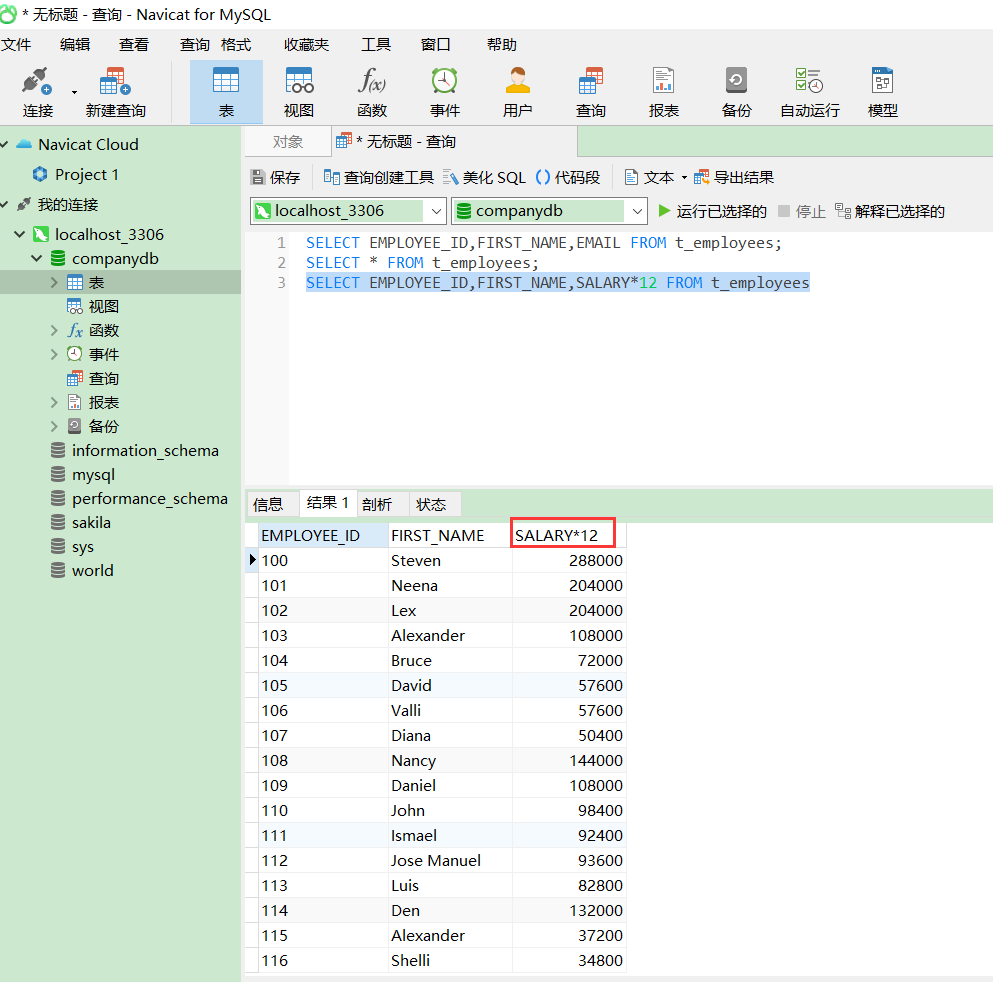 * 无标题 - 查询 - Navicat for MySQL
文件 编辑 查看 查询 格式 收藏夹 工具 窗口 帮助
连接 新建查询 表 视图 函数 事件 用户 查询 报表 备份 自动运行 模型
Navicat Cloud
Project 1
我的连接
localhost_3306
companydb
表
视图
函数
事件
查询
报表
备份
information_schema
mysql
performance_schema
sakila
sys
world
对象 * 无标题 - 查询
保存 查询创建工具 美化 SQL () 代码段 文本 导出结果
localhost_3306 companydb 运行已选择的 停止 解释已选择的
1 SELECT EMPLOYEE_ID,FIRST_NAME,EMAIL FROM t_employees;
2 SELECT * FROM t_employees;
3 SELECT EMPLOYEE_ID,FIRST_NAME,SALARY*12 FROM t_employees
信息 结果 1 剖析 状态
EMPLOYEE_ID FIRST_NAME SALARY*12
100 Steven 288000
101 Neena 204000
102 Lex 204000
103 Alexander 108000
104 Bruce 72000
105 David 57600
106 Valli 57600
107 Diana 50400
108 Nancy 144000
109 Daniel 108000
110 John 98400
111 Ismael 92400
112 Jose Manuel 93600
113 Luis 82800
114 Den 132000
115 Alexander 37200
116 Shelli 34800